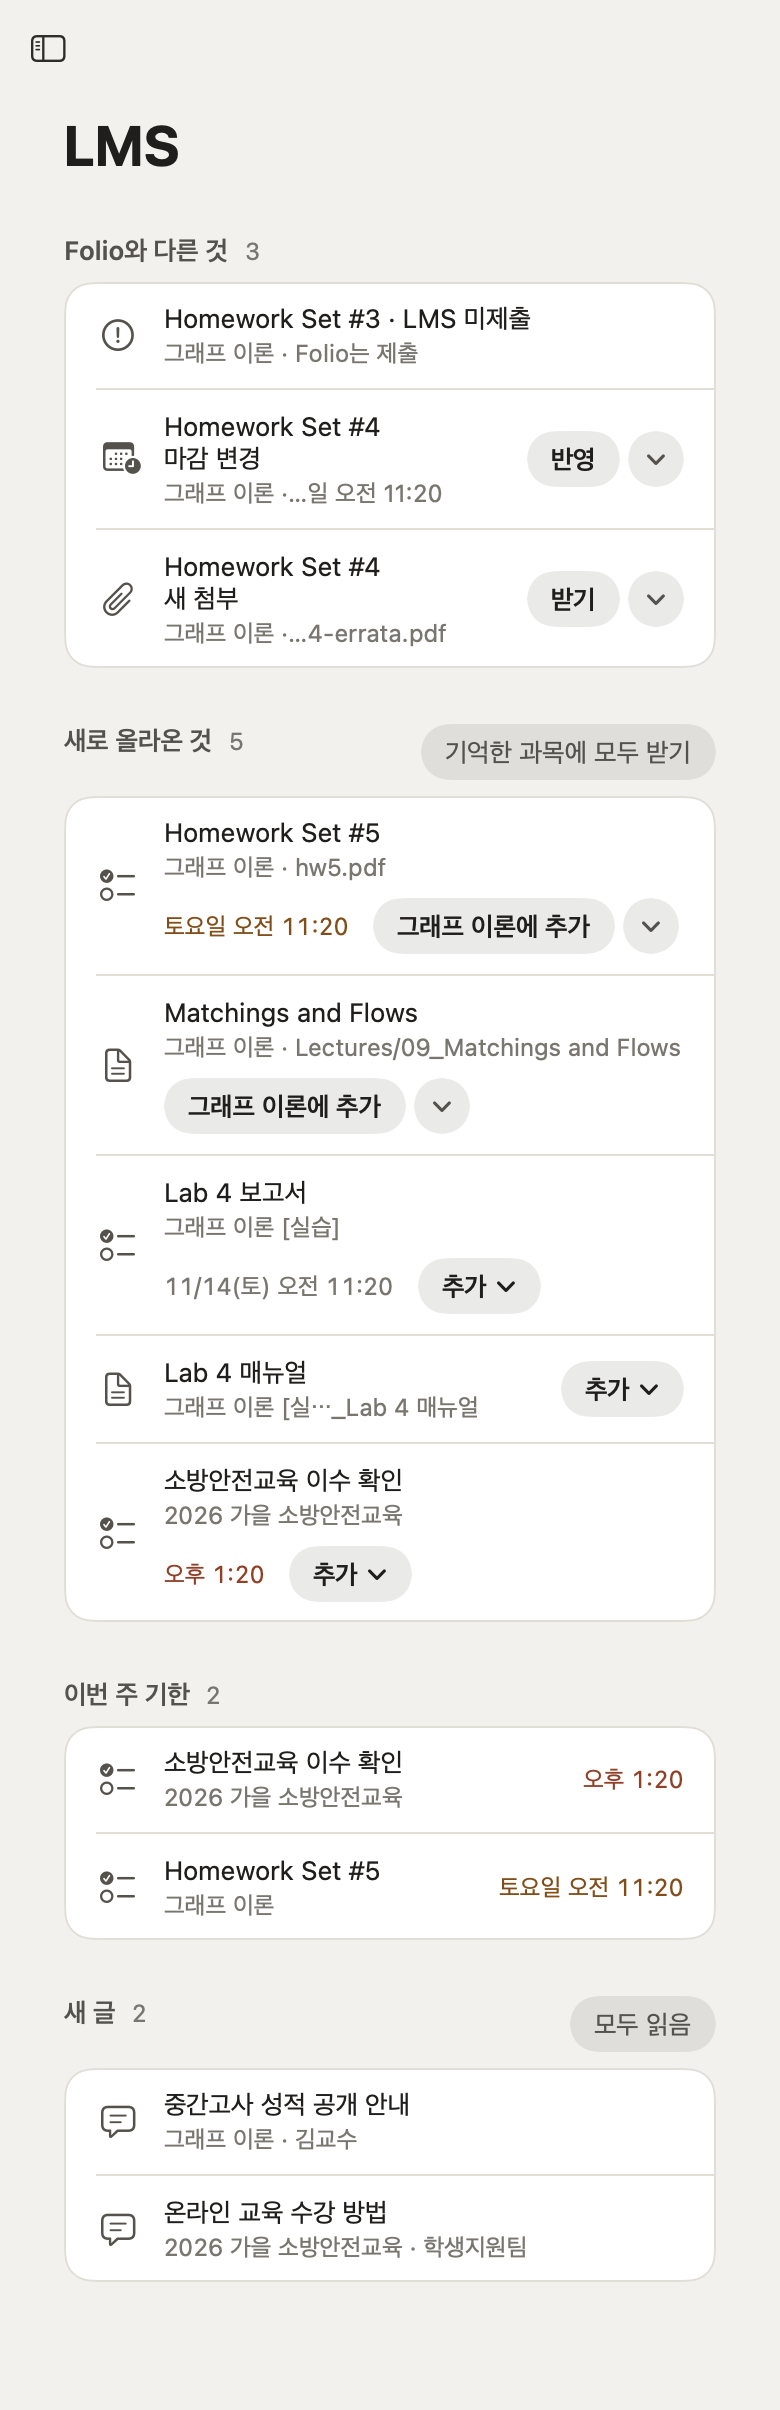 LMS
Folio와 다른 것 3
Homework Set #3 · LMS 미제출
그래프 이론 · Folio는 제출
Homework Set #4
마감 변경
그래프 이론 ·...일 오전 11:20
반영
Homework Set #4
새 첨부
그래프 이론 ·...4-errata.pdf
받기
새로 올라온 것 5
기억한 과목에 모두 받기
Homework Set #5
그래프 이론 · hw5.pdf
토요일 오전 11:20
그래프 이론에 추가
Matchings and Flows
그래프 이론 · Lectures/09_Matchings and Flows
그래프 이론에 추가
Lab 4 보고서
그래프 이론 [실습]
11/14(토) 오전 11:20
추가
Lab 4 매뉴얼
그래프 이론 [실···_Lab 4 매뉴얼
추가
소방안전교육 이수 확인
2026 가을 소방안전교육
오후 1:20
추가
이번 주 기한 2
소방안전교육 이수 확인
2026 가을 소방안전교육
오후 1:20
Homework Set #5
그래프 이론
토요일 오전 11:20
새 글 2
모두 읽음
중간고사 성적 공개 안내
그래프 이론 · 김교수
온라인 교육 수강 방법
2026 가을 소방안전교육 · 학생지원팀